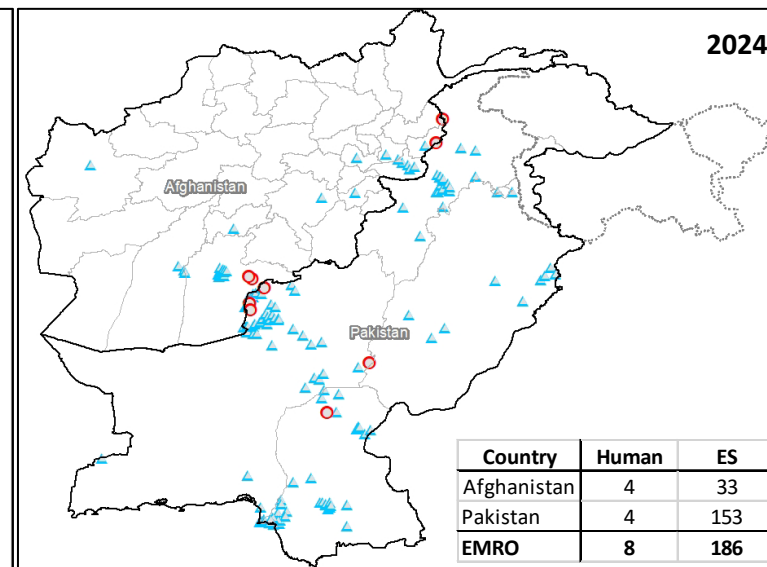 2024
Afghanistan
Pakistan
Country Human ES
Afghanistan 4 33
Pakistan 4 153
EMRO 8 186